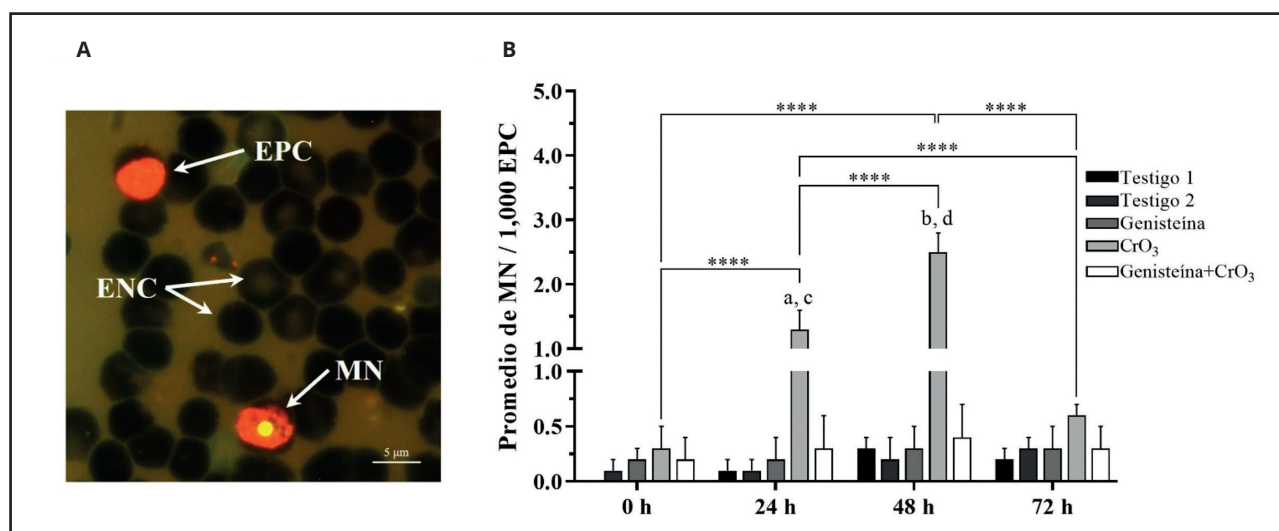 A
EPC
ENC
MN
5 µm
B
Promedio de MN / 1,000 EPC
5.0
4.0
3.0
2.0
1.0
1.0
0.5
0.0
****
****
****
****
****
a, c
b, d
0 h
24 h
48 h
72 h
Testigo 1
Testigo 2
Genisteína
CrO₃
Genisteína+CrO₃